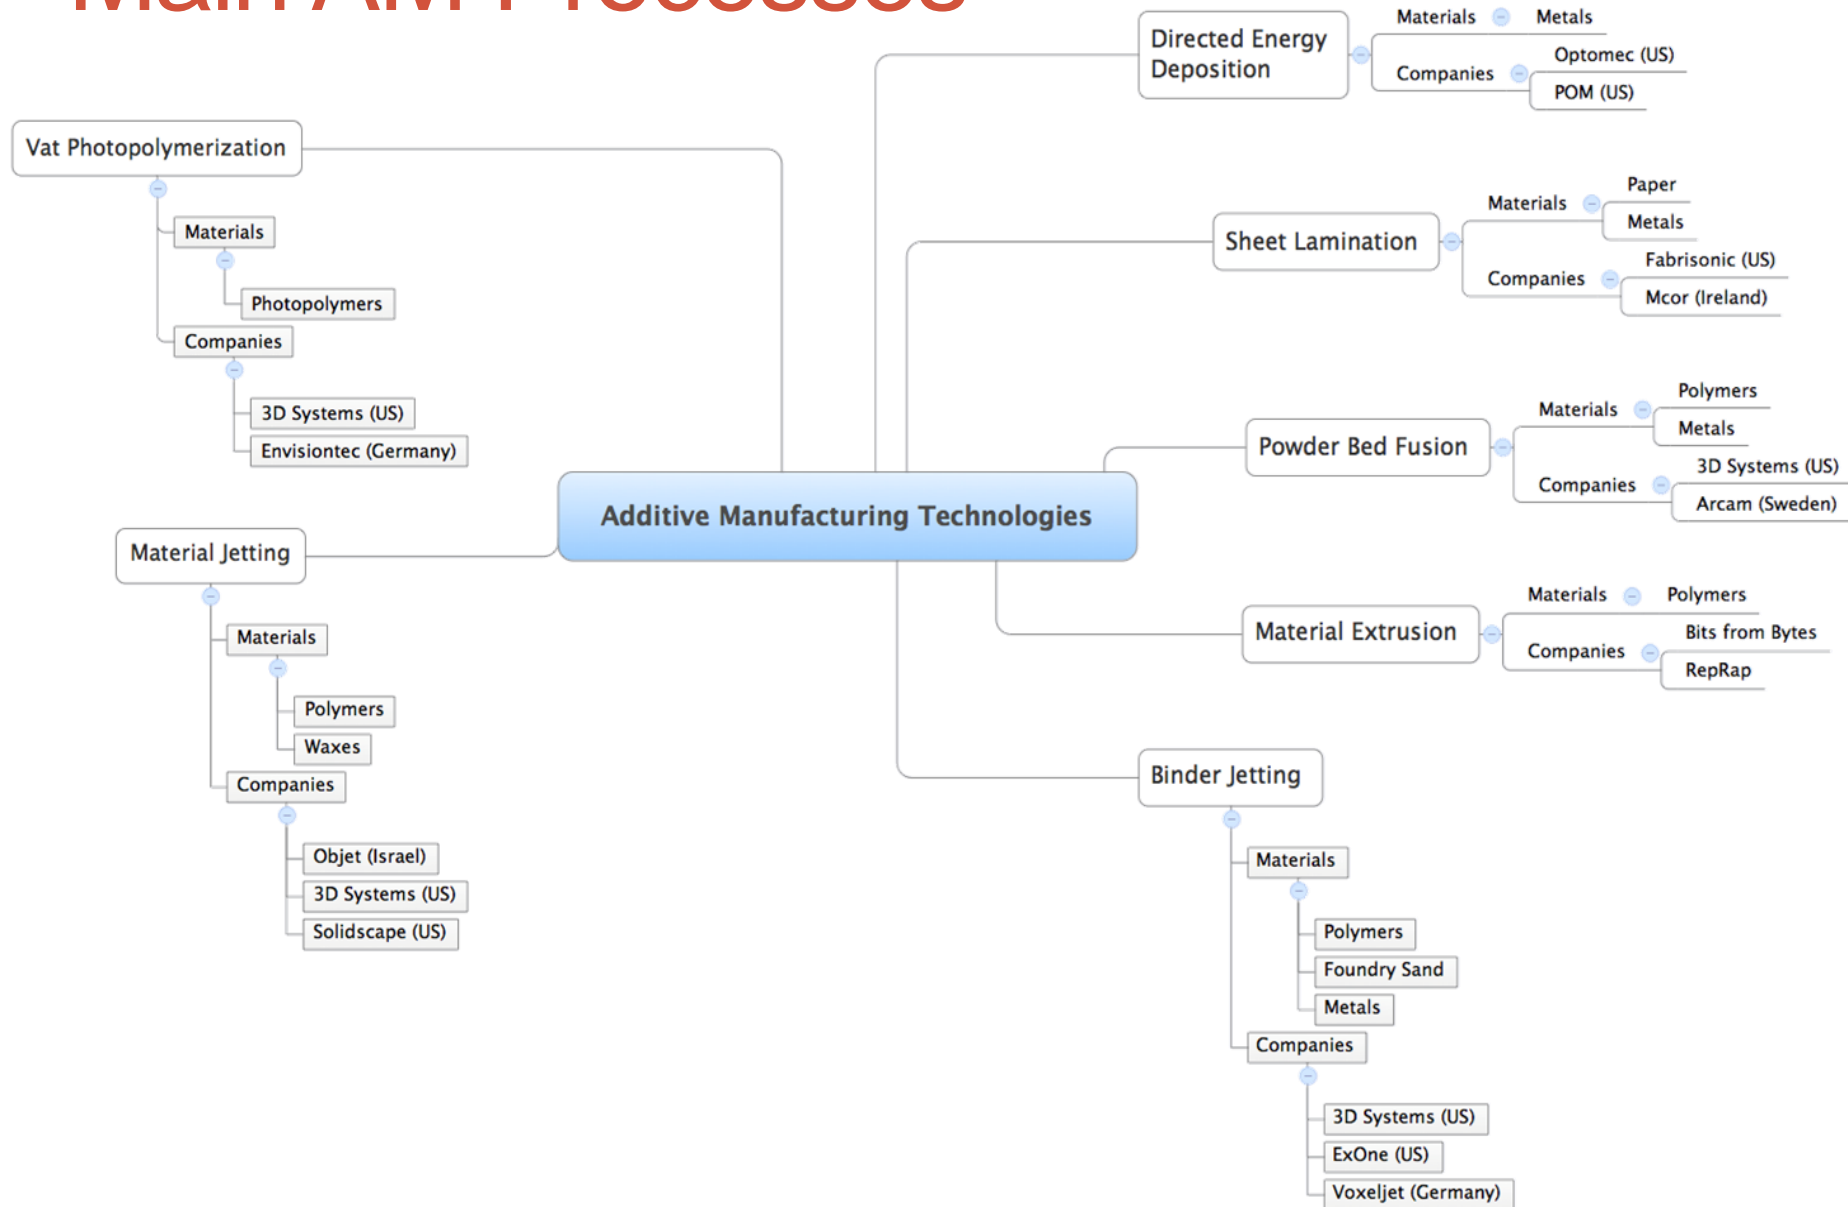 Main AM Processes
Directed Energy
Deposition
Materials
Metals
Companies
Optomec (US)
POM (US)
Vat Photopolymerization
Materials
Photopolymers
Companies
3D Systems (US)
Envisiontec (Germany)
Sheet Lamination
Materials
Paper
Metals
Companies
Fabrisonic (US)
Mcor (Ireland)
Powder Bed Fusion
Materials
Polymers
Metals
Companies
3D Systems (US)
Arcam (Sweden)
Additive Manufacturing Technologies
Material Jetting
Materials
Polymers
Waxes
Companies
Objet (Israel)
3D Systems (US)
Solidscape (US)
Material Extrusion
Materials
Polymers
Companies
Bits from Bytes
RepRap
Binder Jetting
Materials
Polymers
Foundry Sand
Metals
Companies
3D Systems (US)
ExOne (US)
Voxeljet (Germany)